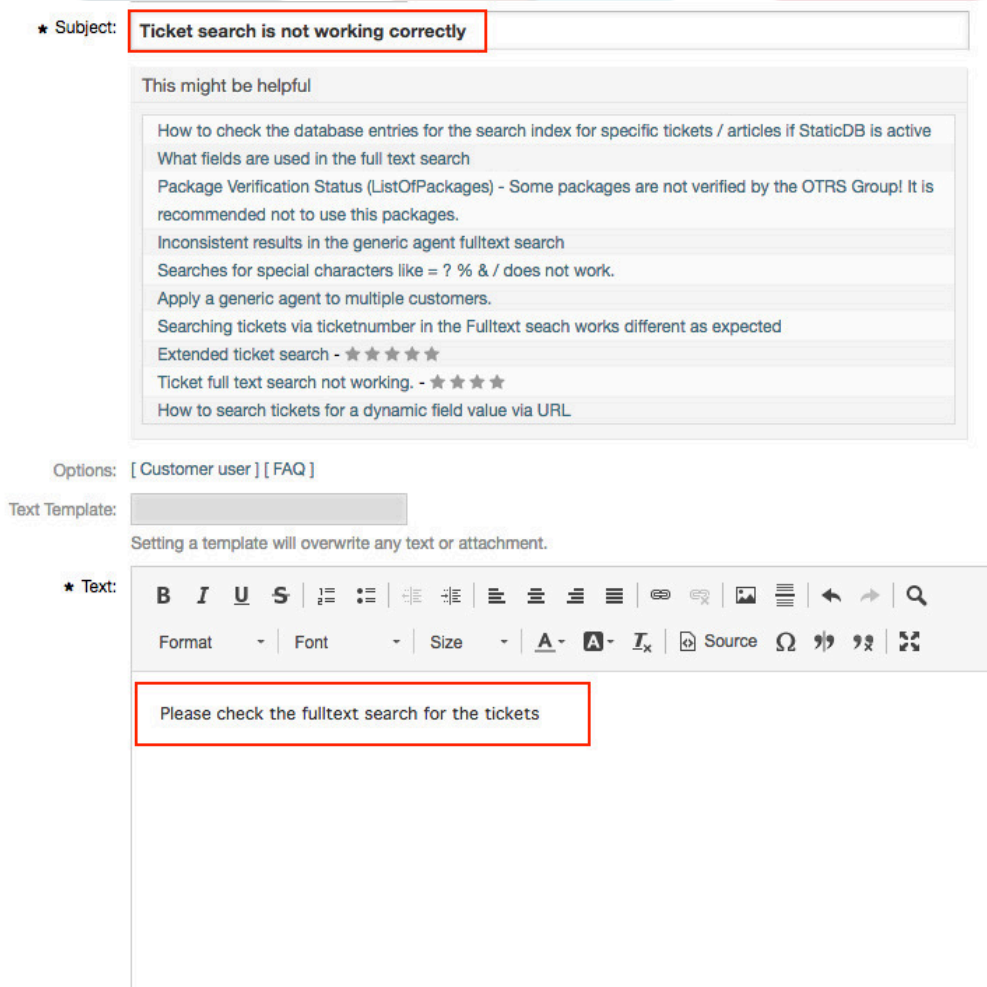 ★ Subject: Ticket search is not working correctly
This might be helpful
How to check the database entries for the search index for specific tickets / articles if StaticDB is active
What fields are used in the full text search
Package Verification Status (ListOfPackages) - Some packages are not verified by the OTRS Group! It is
recommended not to use this packages.
Inconsistent results in the generic agent fulltext search
Searches for special characters like = ? % & / does not work.
Apply a generic agent to multiple customers.
Searching tickets via ticketnumber in the Fulltext seach works different as expected
Extended ticket search - ★ ★ ★ ★ ★
Ticket full text search not working. - ★ ★ ★ ★
How to search tickets for a dynamic field value via URL
Options: [ Customer user ] [ FAQ ]
Text Template:
Setting a template will overwrite any text or attachment.
★ Text:
B I U S
Format Font Size A A Tx Source Ω
Please check the fulltext search for the tickets